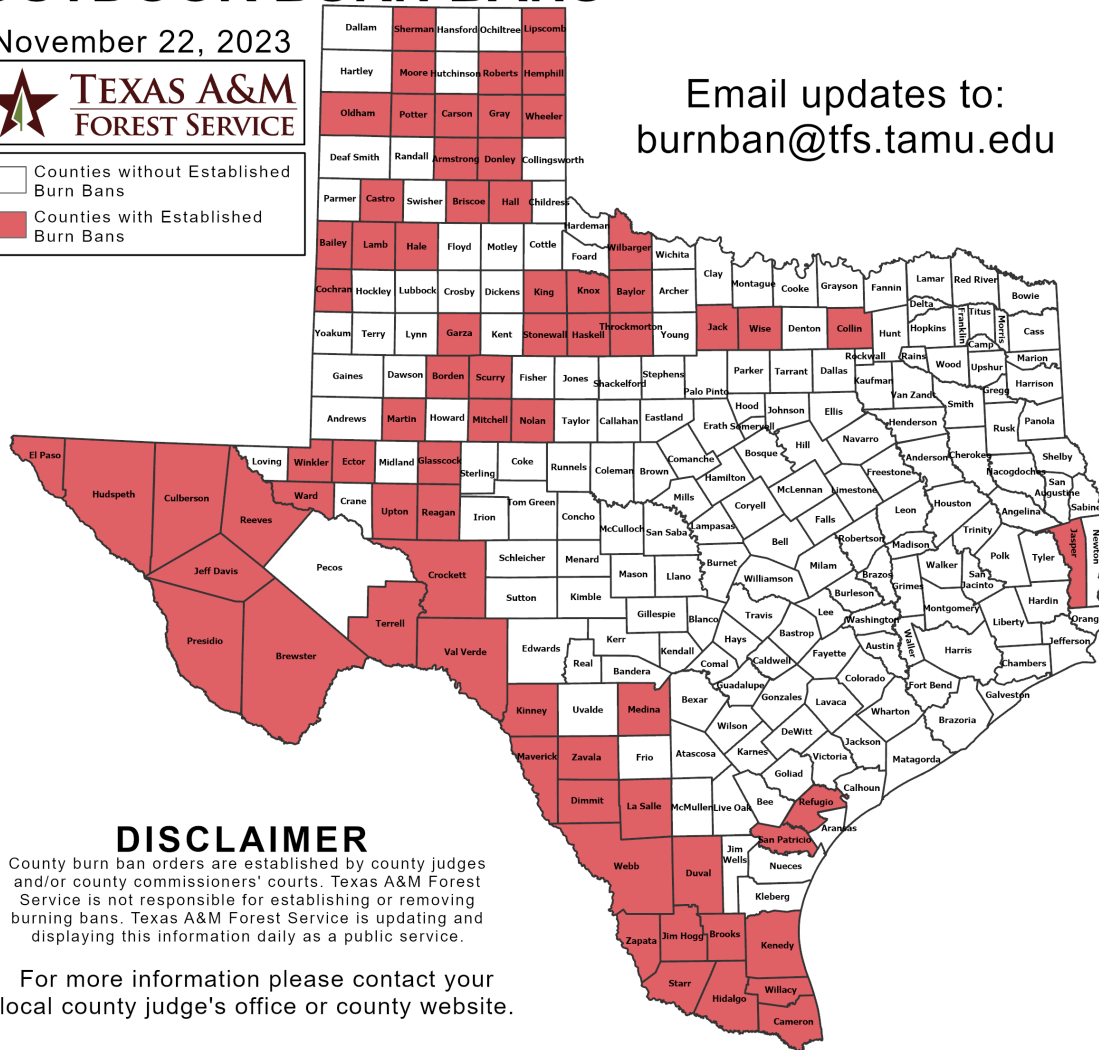 OUTDOOR BURN BANS
November 22, 2023
TEXAS A&M
FOREST SERVICE
Counties without Established
Burn Bans
Counties with Established
Burn Bans
Email updates to:
burnban@tfs.tamu.edu
Dallam Sherman Hansford Ochiltree Lipscomb
Hartley Moore Hutchinson Roberts Hemphill
Oldham Potter Carson Gray Wheeler
Deaf Smith Randall Armstrong Donley Collingsworth
Parmer Castro Swisher Briscoe Hall Childress
Hardeman
Bailey Lamb Hale Floyd Motley Cottle Foard Wilbarger Wichita
Cochran Hockley Lubbock Crosby Dickens King Knox Baylor Archer Clay Montague Cooke Grayson Fannin Lamar Red River Bowie
Delta Franklin Titus Morris
Yoakum Terry Lynn Garza Kent Stonewall Haskell Throckmorton Young Jack Wise Denton Collin Hunt Hopkins Camp Cass
Rockwall Rains Wood Upshur Marion
Gaines Dawson Borden Scurry Fisher Jones Shackelford Stephens Palo Pinto Parker Tarrant Dallas Kaufman Van Zandt Gregg Harrison
Andrews Martin Howard Mitchell Nolan Taylor Callahan Eastland Erath Hood Somervell Johnson Ellis Henderson Smith Rusk Panola
El Paso Hudspeth Culberson Reeves Loving Winkler Ector Midland Glasscock Sterling Coke Runnels Coleman Brown Comanche Bosque Hill Navarro Anderson Cherokee Nacogdoches Shelby
Ward Crane Upton Reagan Irion Tom Green Concho McCulloch San Saba Mills Hamilton Coryell McLennan Limestone Freestone Leon Houston Angelina San Augustine Sabine
Lampasas Bell Falls Robertson Madison Trinity Polk Tyler Jasper Newton
Jeff Davis Pecos Crockett Schleicher Menard Mason Llano Burnet Williamson Milam Brazos Grimes Walker San Jacinto Hardin
Sutton Kimble Gillespie Blanco Travis Lee Burleson Washington Montgomery Liberty Orange
Presidio Brewster Terrell Val Verde Edwards Real Kerr Bandera Kendall Comal Hays Caldwell Bastrop Fayette Austin Waller Harris Chambers Jefferson
Kinney Uvalde Medina Bexar Guadalupe Gonzales Lavaca Colorado Wharton Fort Bend Brazoria Galveston
Maverick Zavala Frio Atascosa Wilson Karnes DeWitt Victoria Jackson Matagorda
Dimmit La Salle McMullen Live Oak Bee Goliad Refugio Calhoun Aransas
Webb Duval Jim Wells San Patricio Nueces Kleberg
Zapata Jim Hogg Brooks Kenedy
Starr Hidalgo Willacy Cameron
DISCLAIMER
County burn ban orders are established by county judges
and/or county commissioners' courts. Texas A&M Forest
Service is not responsible for establishing or removing
burning bans. Texas A&M Forest Service is updating and
displaying this information daily as a public service.
For more information please contact your
local county judge's office or county website.